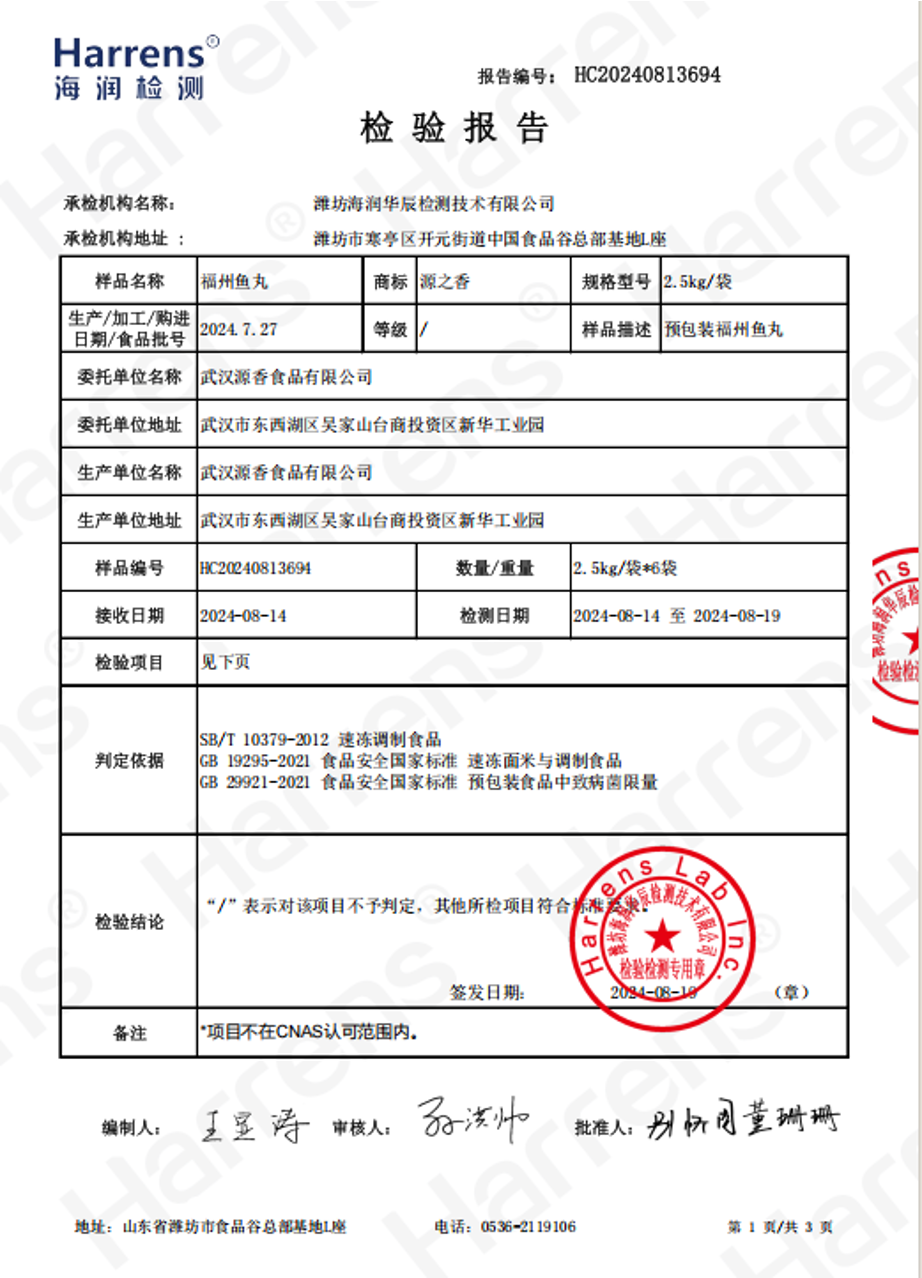 Harrens®
海润检测
报告编号： HC20240813694
检验报告
承检机构名称： 潍坊海润华辰检测技术有限公司
承检机构地址 ： 潍坊市寒亭区开元街道中国食品谷总部基地L座
样品名称 福州鱼丸 商标 源之香 规格型号 2.5kg/袋
生产/加工/购进
日期/食品批号 2024.7.27 等级 / 样品描述 预包装福州鱼丸
委托单位名称 武汉源香食品有限公司
委托单位地址 武汉市东西湖区吴家山台商投资区新华工业园
生产单位名称 武汉源香食品有限公司
生产单位地址 武汉市东西湖区吴家山台商投资区新华工业园
样品编号 HC20240813694 数量/重量 2.5kg/袋*6袋
接收日期 2024-08-14 检测日期 2024-08-14 至 2024-08-19
检验项目 见下页
判定依据
SB/T 10379-2012 速冻调制食品
GB 19295-2021 食品安全国家标准 速冻面米与调制食品
GB 29921-2021 食品安全国家标准 预包装食品中致病菌限量
检验结论
“/”表示对该项目不予判定，其他所检项目符合标准要求。
签发日期： 2024-08-19 （章）
Harrens Lab Inc.
潍坊海润华辰检测技术有限公司
检验检测专用章
备注 *项目不在CNAS认可范围内。
编制人： 审核人： 孙洪帅 批准人： 董珊珊
地址：山东省潍坊市食品谷总部基地L座 电话：0536-2119106 第 1 页/共 3 页